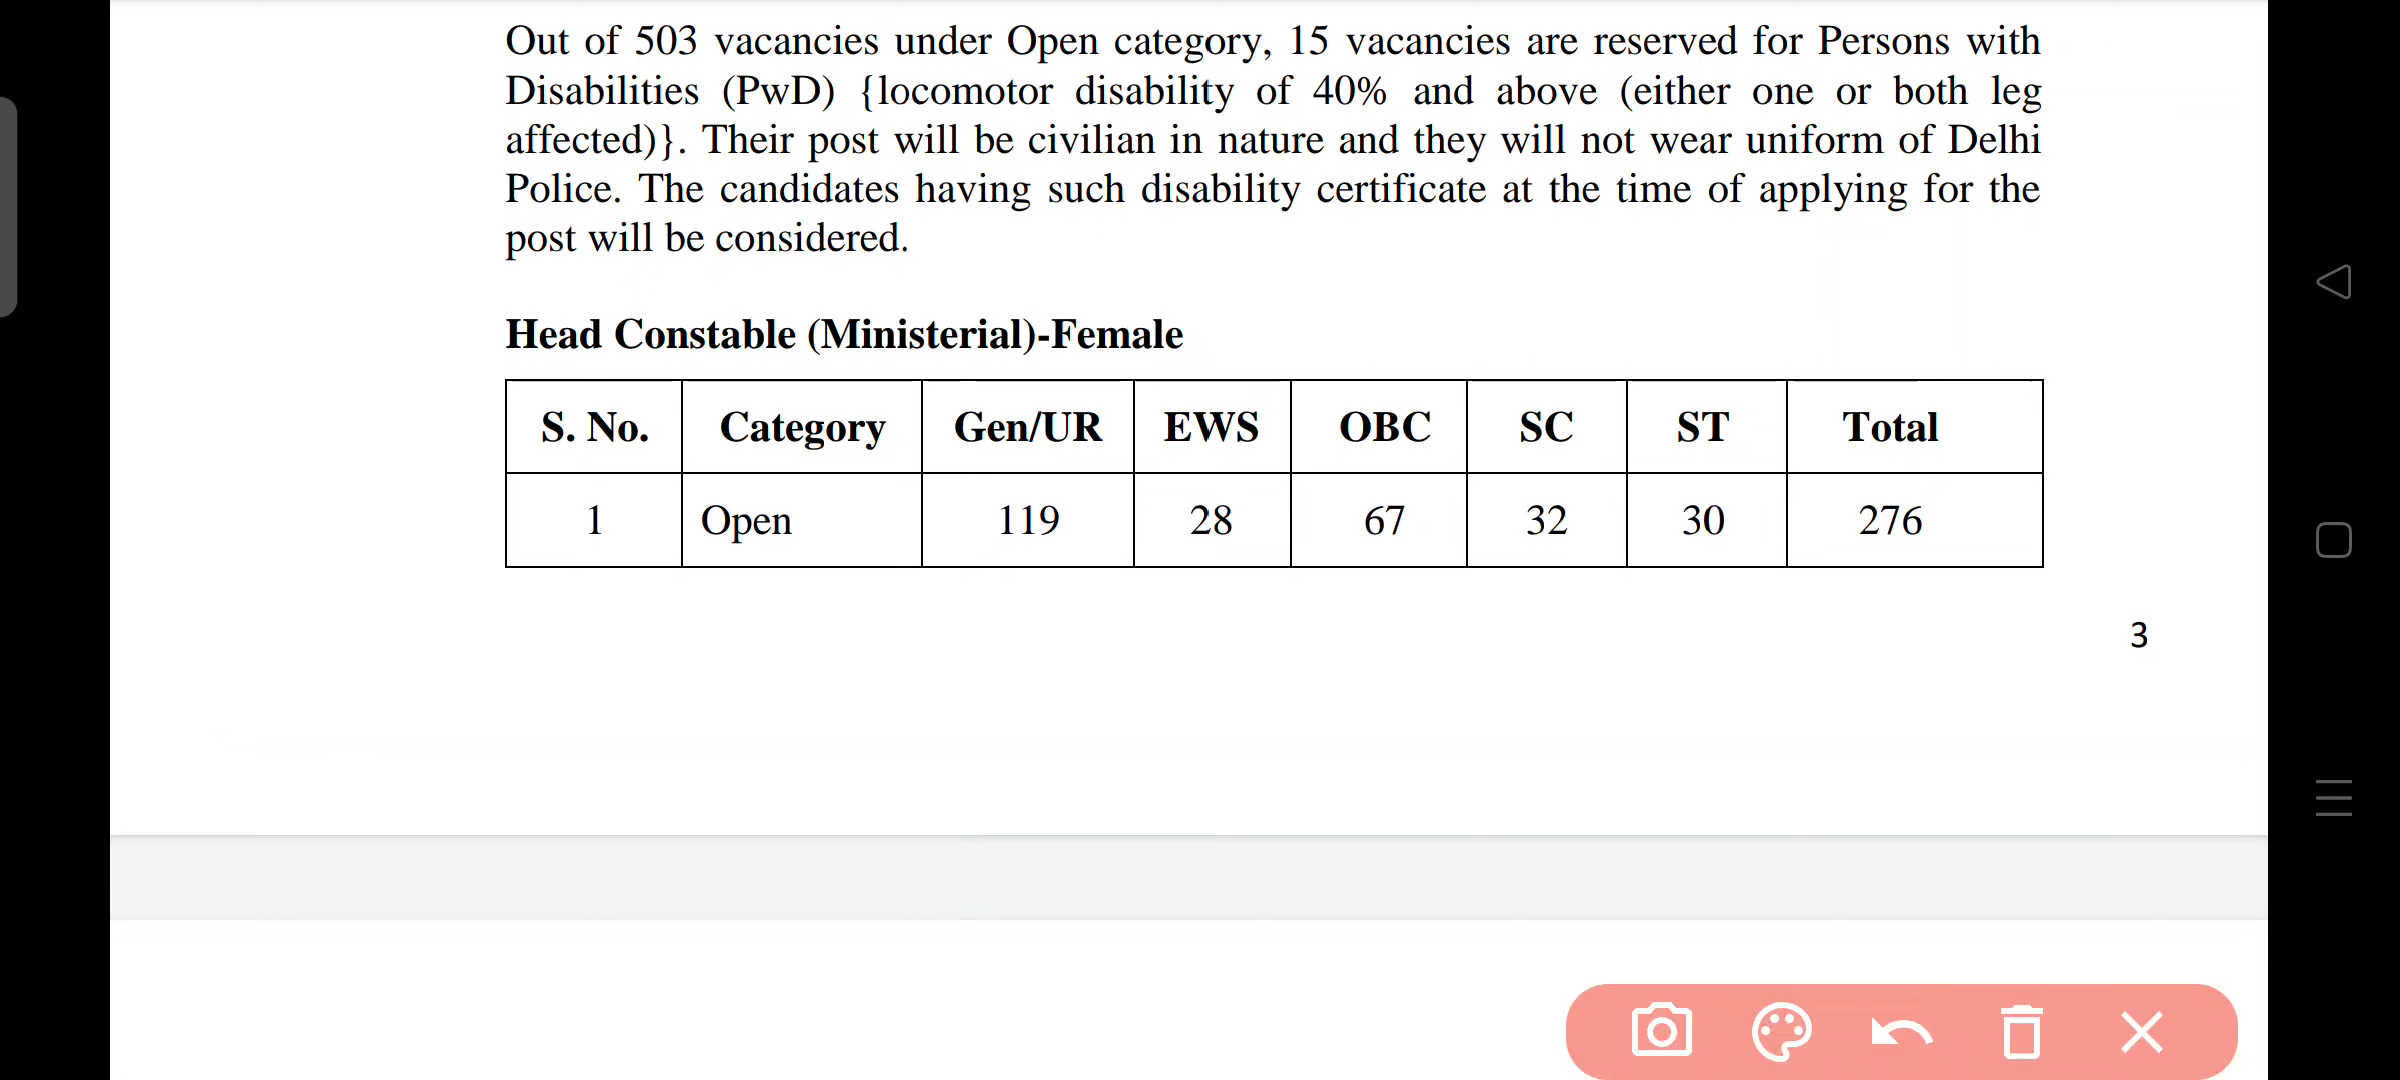 Out of 503 vacancies under Open category, 15 vacancies are reserved for Persons with
Disabilities (PwD) {locomotor disability of 40% and above (either one or both leg
affected)}. Their post will be civilian in nature and they will not wear uniform of Delhi
Police. The candidates having such disability certificate at the time of applying for the
post will be considered.
Head Constable (Ministerial)-Female
S. No. Category Gen/UR EWS OBC SC ST Total
1 Open 119 28 67 32 30 276
3